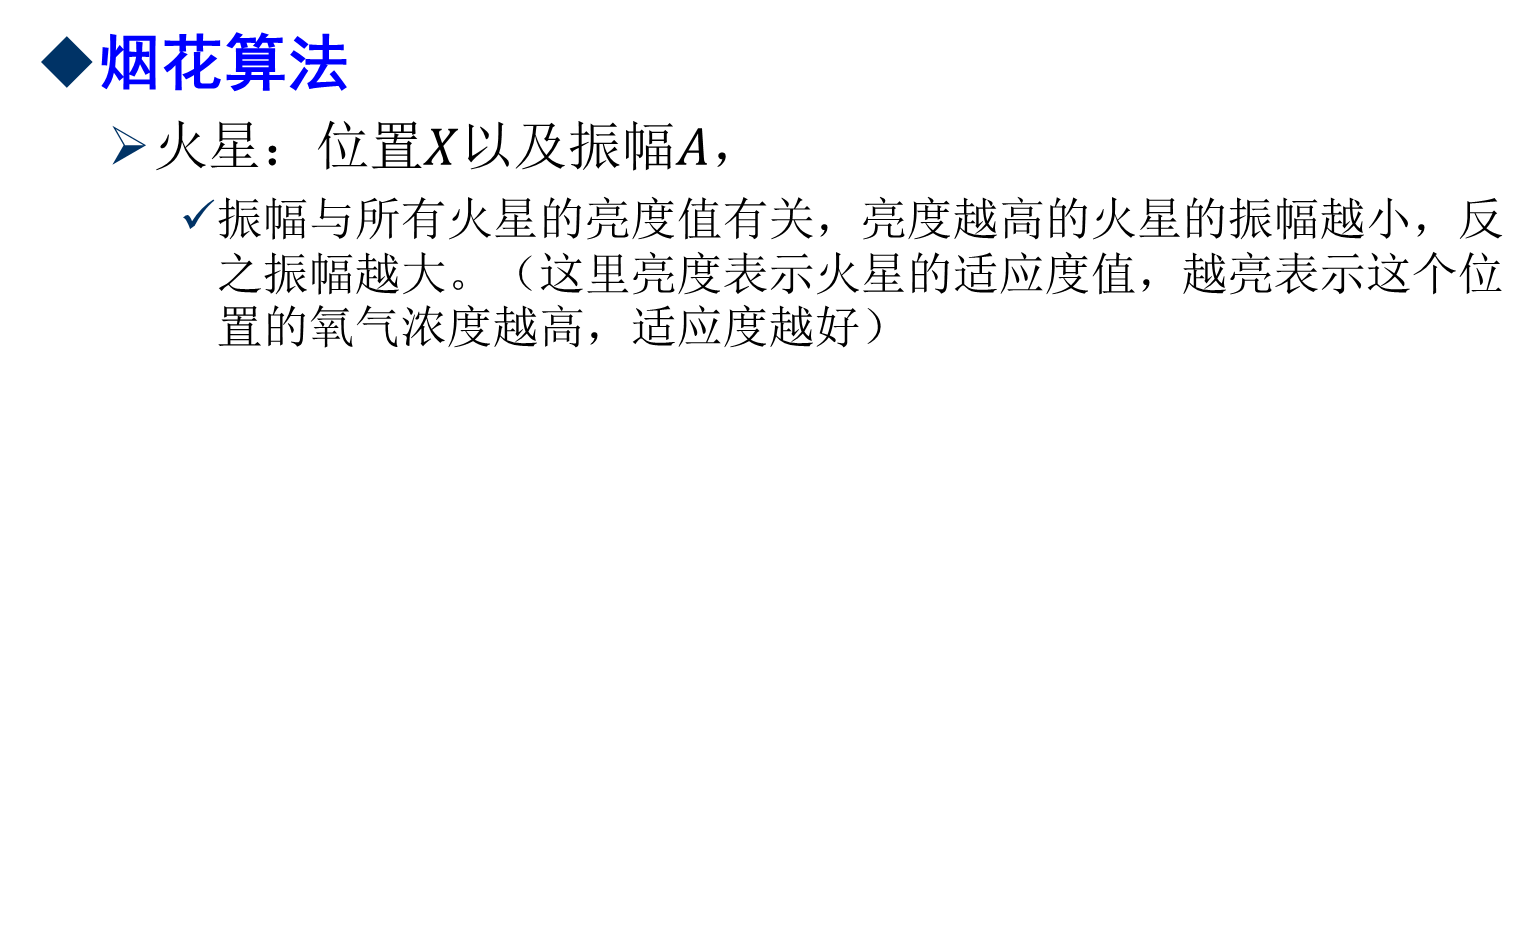 烟花算法
火星：位置X以及振幅A，
振幅与所有火星的亮度值有关，亮度越高的火星的振幅越小，反
之振幅越大。（这里亮度表示火星的适应度值，越亮表示这个位
置的氧气浓度越高，适应度越好）